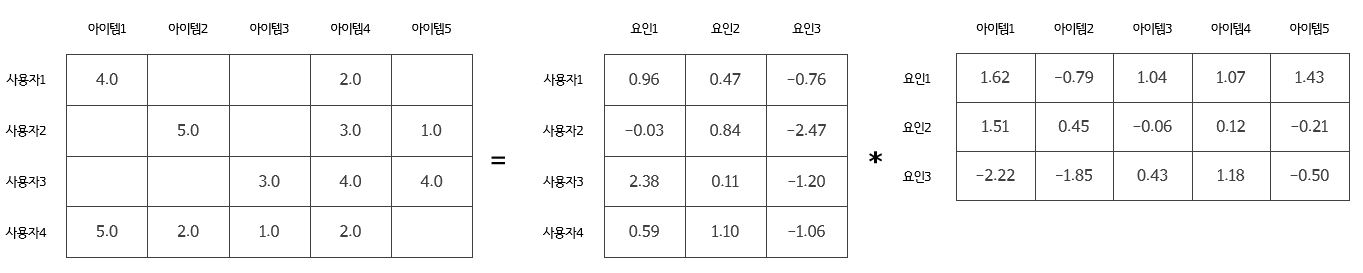 아이템1 아이템2 아이템3 아이템4 아이템5
사용자1 4.0 2.0
사용자2 5.0 3.0 1.0
사용자3 3.0 4.0 4.0
사용자4 5.0 2.0 1.0 2.0
=
요인1 요인2 요인3
사용자1 0.96 0.47 -0.76
사용자2 -0.03 0.84 -2.47
사용자3 2.38 0.11 -1.20
사용자4 0.59 1.10 -1.06
*
아이템1 아이템2 아이템3 아이템4 아이템5
요인1 1.62 -0.79 1.04 1.07 1.43
요인2 1.51 0.45 -0.06 0.12 -0.21
요인3 -2.22 -1.85 0.43 1.18 -0.50